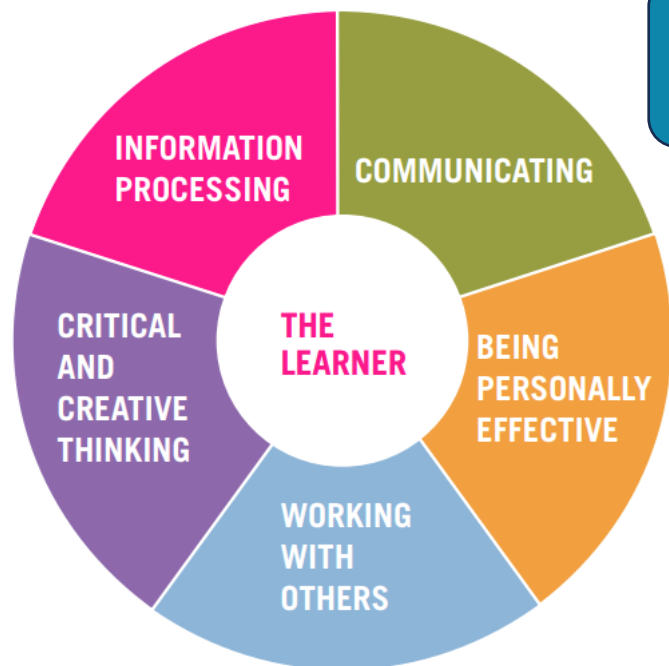 INFORMATION
PROCESSING
COMMUNICATING
CRITICAL
AND
CREATIVE
THINKING
THE
LEARNER
BEING
PERSONALLY
EFFECTIVE
WORKING
WITH
OTHERS